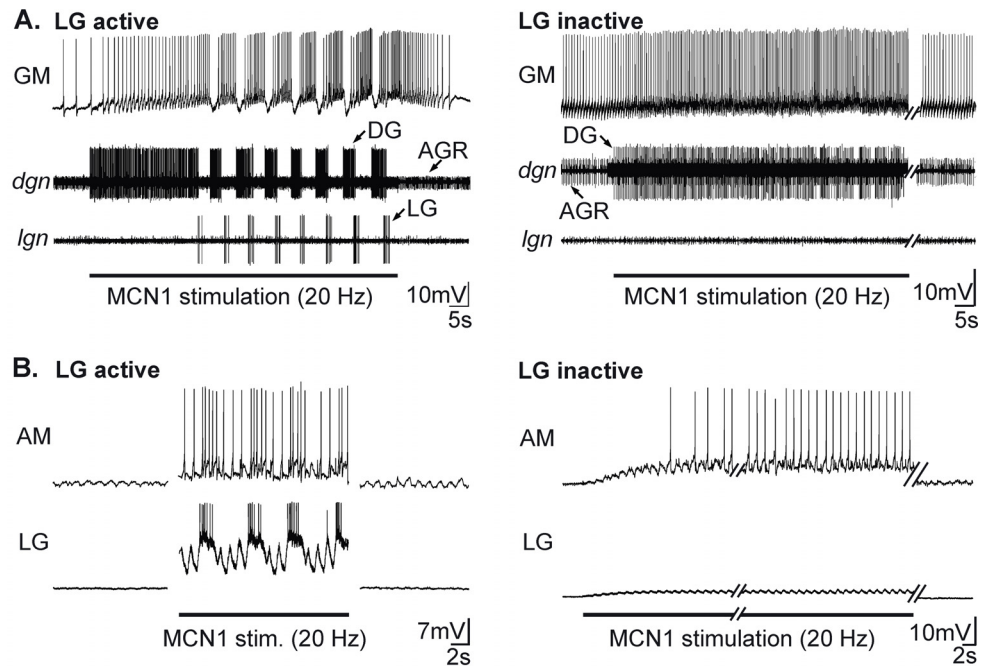 A. LG active
LG inactive
GM
GM
DG
AGR
dgn
LG
lgn
DG
dgn
AGR
lgn
MCN1 stimulation (20 Hz)
10mV
5s
MCN1 stimulation (20 Hz)
10mV
5s
B. LG active
LG inactive
AM
AM
LG
LG
MCN1 stim. (20 Hz)
7mV
2s
MCN1 stimulation (20 Hz)
10mV
2s